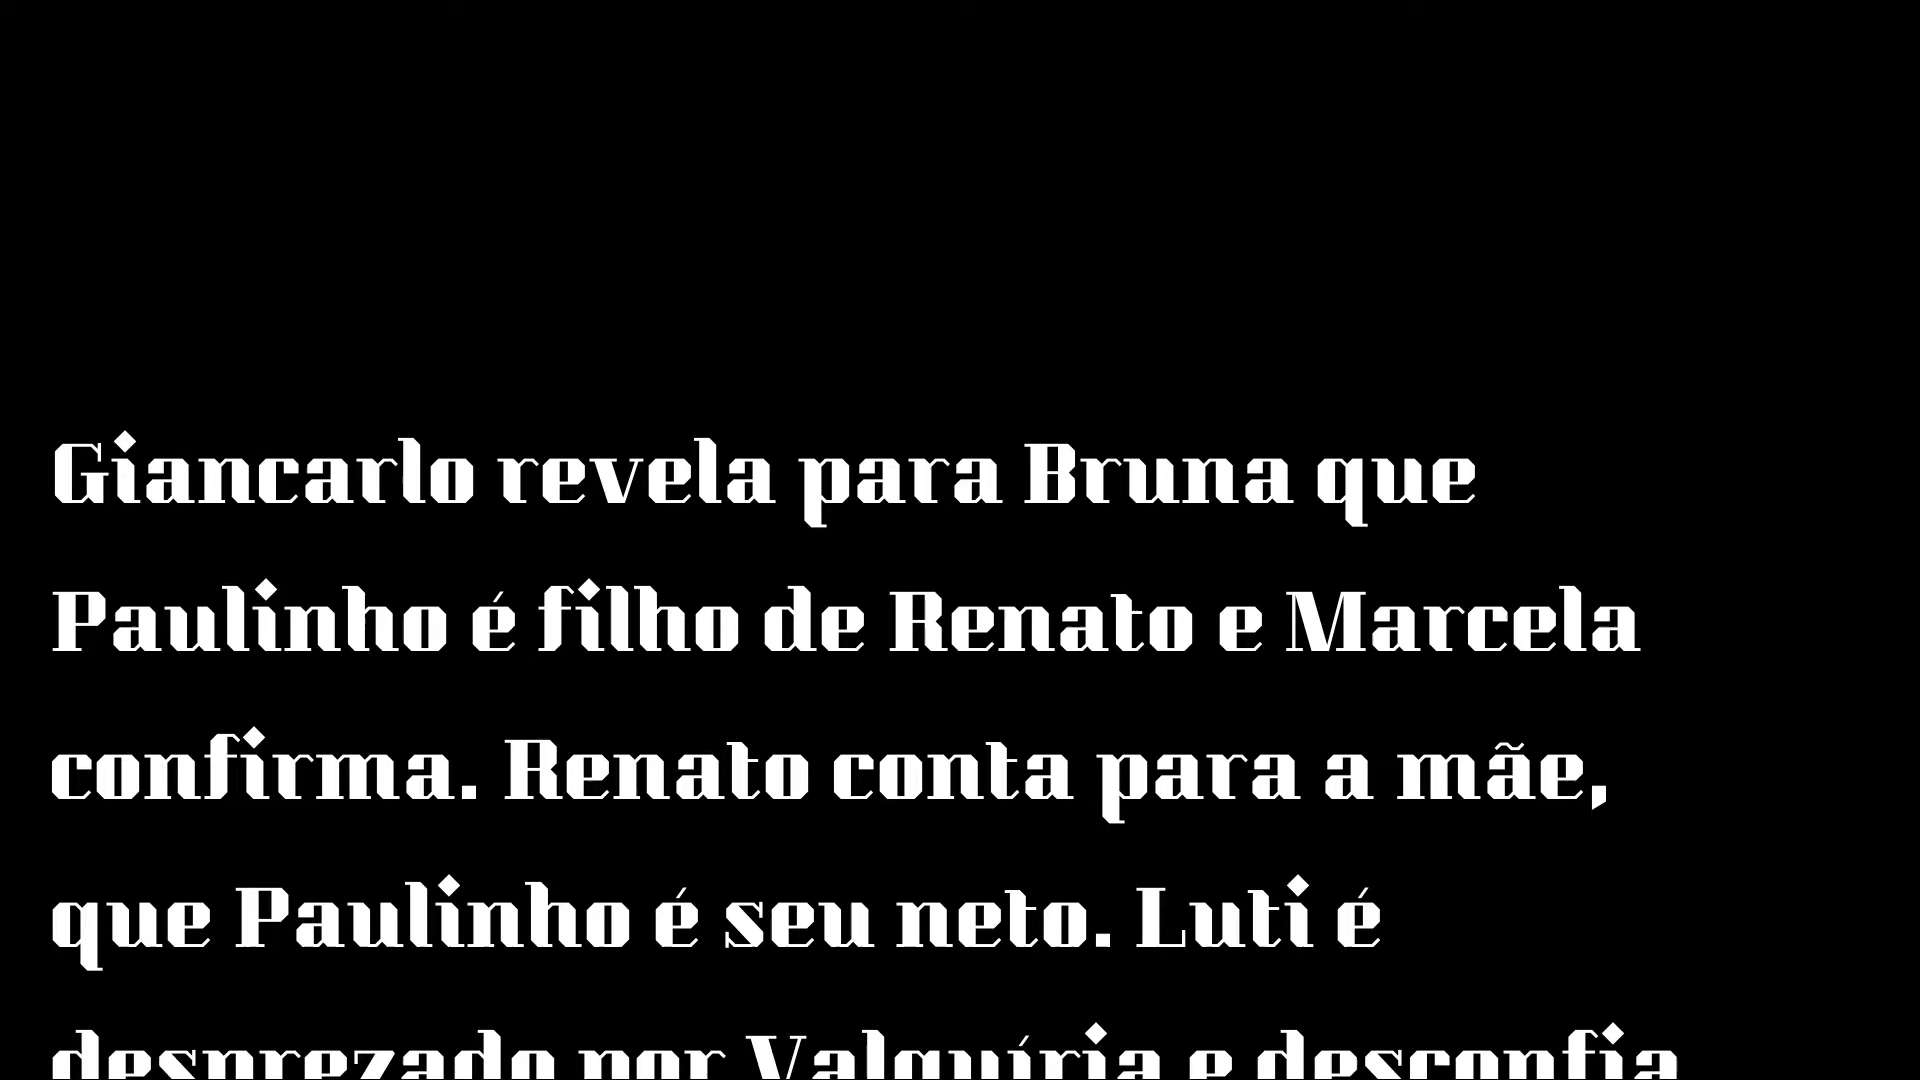 Giancarlo revela para Bruna que
Paulinho é filho de Renato e Marcela
confirma. Renato conta para a mãe,
que Paulinho é seu neto. Luti é
desprezado por Valquíria e desconfia